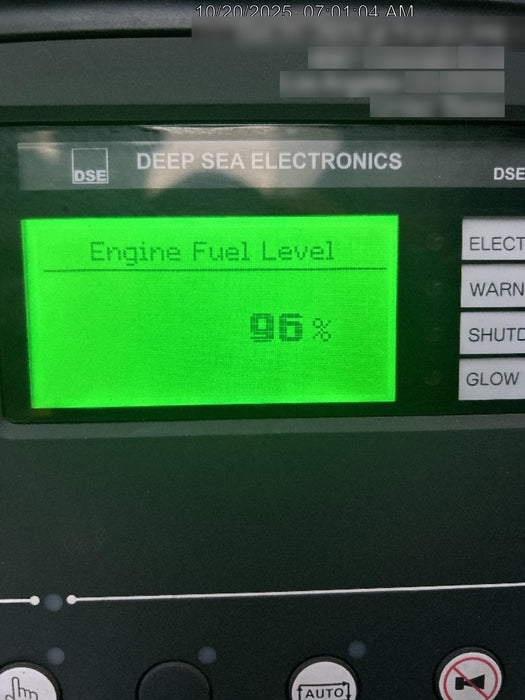 10/20/2025 07:01:04 AM
DSE
DEEP SEA ELECTRONICS
DSE
Engine Fuel Level
96 %
ELECT
WARN
SHUTD
GLOW
AUTO